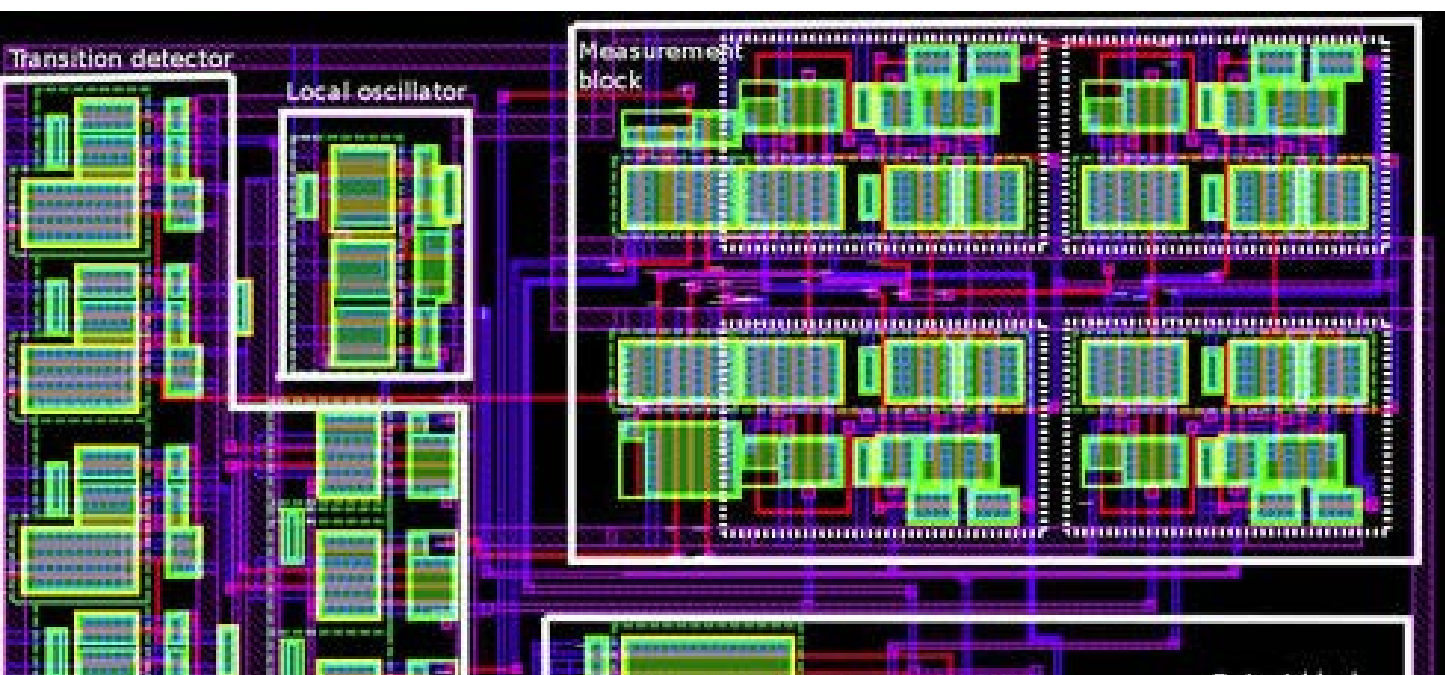 Transition detector
Local oscillator
Measurement
block